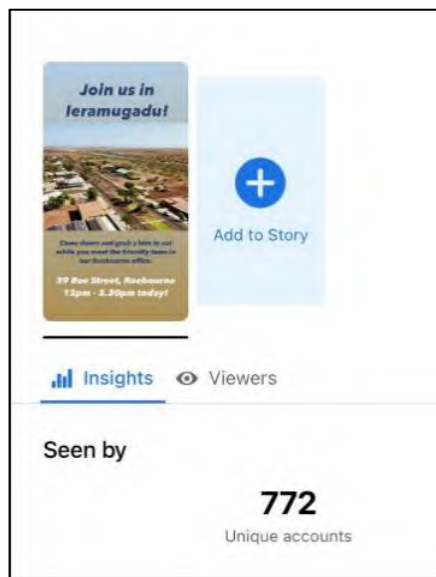 Join us in
Ieramugadu!
Come down and grab a bite to eat
while you meet the friendly team in
our Roebourne office.
39 Roe Street, Roebourne
12pm - 3.30pm today!
Add to Story
Insights
Viewers
Seen by
772
Unique accounts